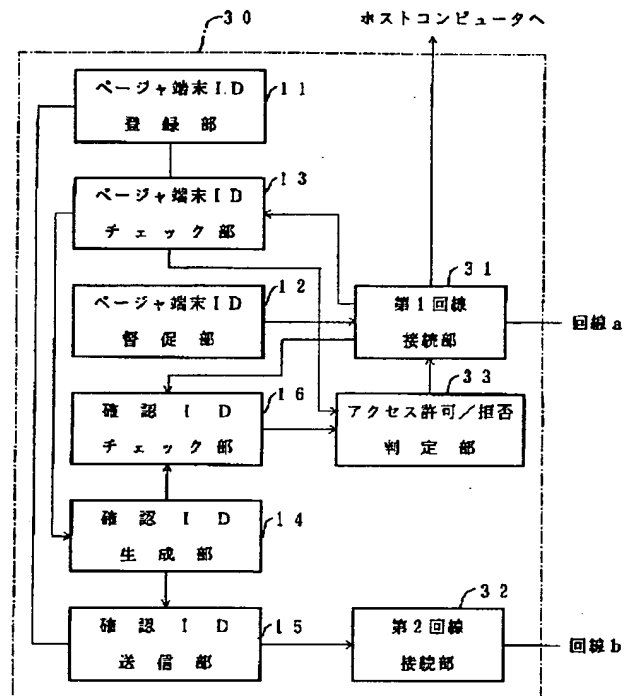 ホストコンピュータへ
30
ページャ端末ID
登録部
11
ページャ端末ID
チェック部
13
ページャ端末ID
督促部
12
第1回線
接続部
31
回線a
確認ID
チェック部
16
アクセス許可/拒否
判定部
33
確認ID
生成部
14
確認ID
送信部
15
第2回線
接続部
32
回線b